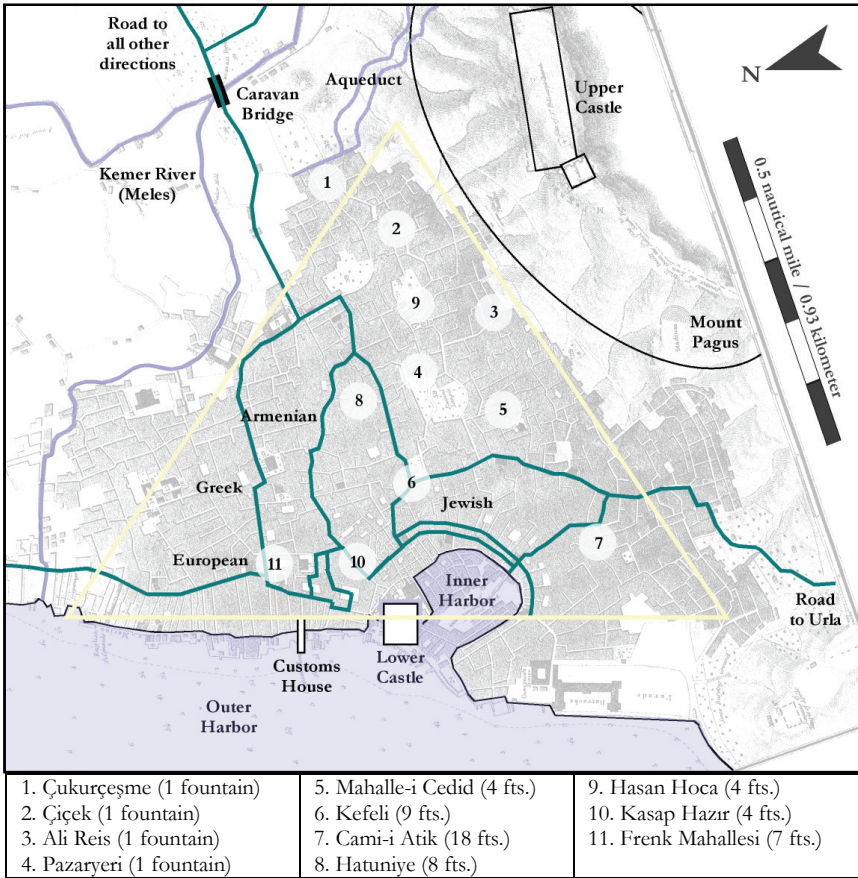 Road to
all other
directions
Caravan
Bridge
Aqueduct
Upper
Castle
N
Kemer River
(Meles)
0.5 nautical mile / 0.93 kilometer
1
2
9
3
Mount
Pagus
4
8
Armenian
5
Greek
6
Jewish
European
11
10
7
Inner
Harbor
Road
to Urla
Customs
House
Lower
Castle
Outer
Harbor
1. Çukurçeşme (1 fountain)
2. Çiçek (1 fountain)
3. Ali Reis (1 fountain)
4. Pazaryeri (1 fountain)
5. Mahalle-i Cedid (4 fts.)
6. Kefeli (9 fts.)
7. Cami-i Atik (18 fts.)
8. Hatuniye (8 fts.)
9. Hasan Hoca (4 fts.)
10. Kasap Hazır (4 fts.)
11. Frenk Mahallesi (7 fts.)